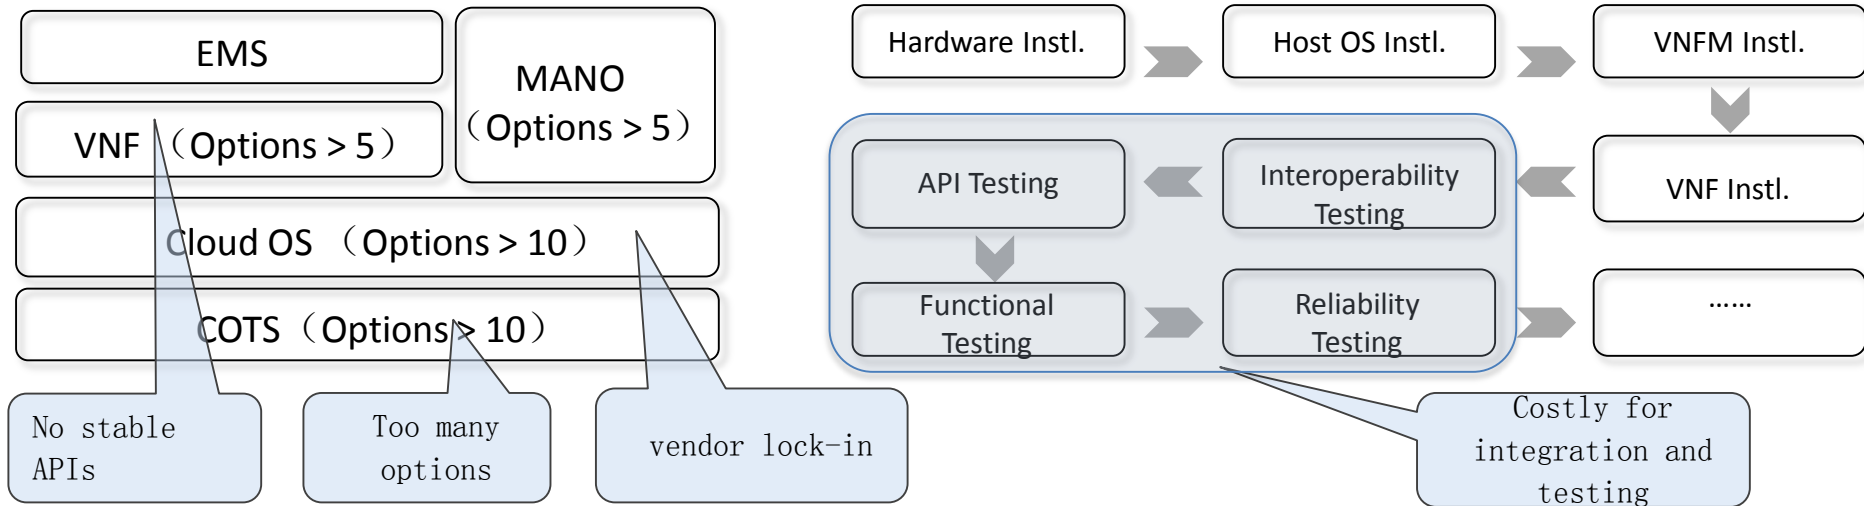 EMS
MANO
（Options > 5）
VNF （Options > 5）
Cloud OS （Options > 10）
COTS（Options > 10）
No stable
APIs
Too many
options
vendor lock-in
Hardware Instl.
Host OS Instl.
VNFM Instl.
VNF Instl.
Interoperability
Testing
API Testing
Functional
Testing
Reliability
Testing
......
Costly for
integration and
testing